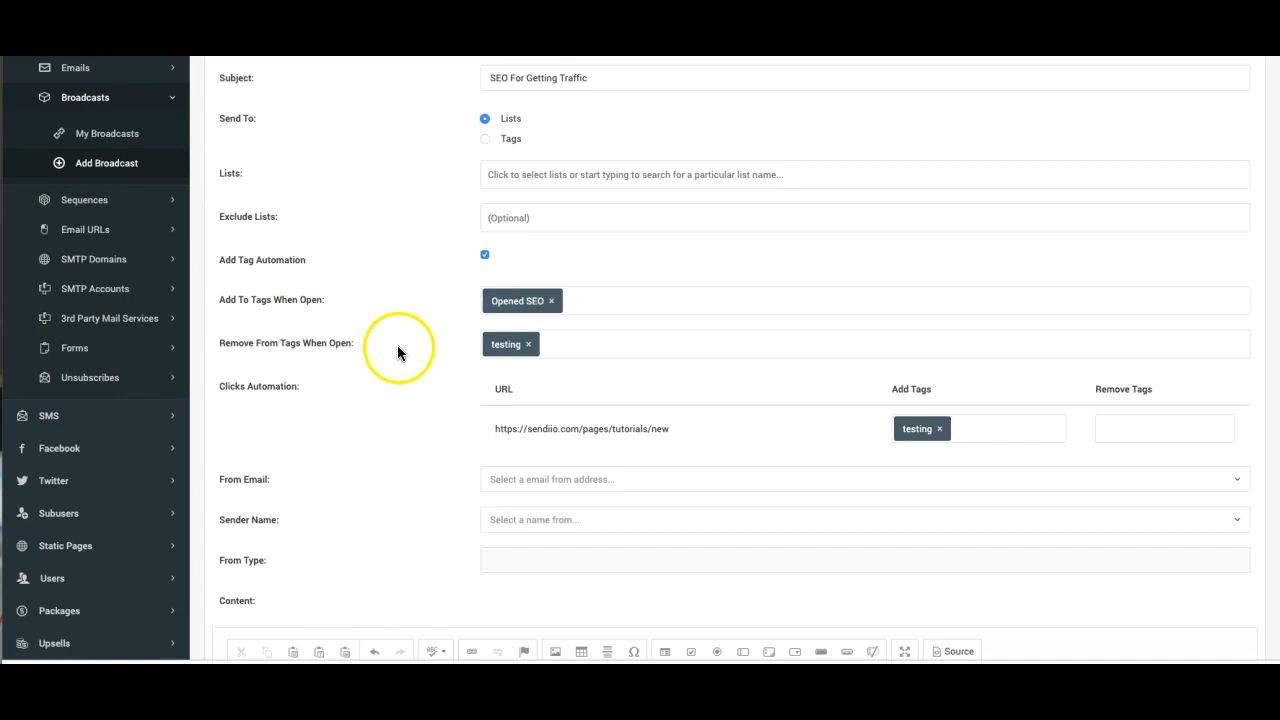 Emails
Broadcasts
My Broadcasts
Add Broadcast
Sequences
Email URLs
SMTP Domains
SMTP Accounts
3rd Party Mail Services
Forms
Unsubscribes
SMS
Facebook
Twitter
Subusers
Static Pages
Users
Packages
Upsells
Subject: SEO For Getting Traffic
Send To: Lists
Tags
Lists: Click to select lists or start typing to search for a particular list name...
Exclude Lists: (Optional)
Add Tag Automation
Add To Tags When Open: Opened SEO ×
Remove From Tags When Open: testing ×
Clicks Automation: URL Add Tags Remove Tags
https://sendiio.com/pages/tutorials/new testing ×
From Email: Select a email from address...
Sender Name: Select a name from...
From Type:
Content:
Source